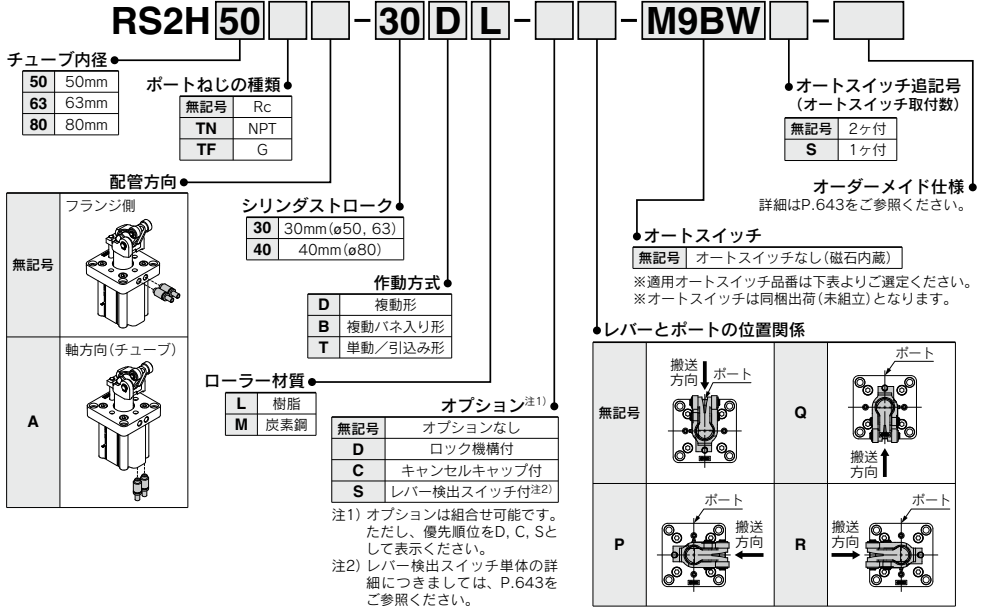 RS2H 50 - 30 D L - - M9BW -
チューブ内径
50 50mm
63 63mm
80 80mm
ポートねじの種類
無記号 Rc
TN NPT
TF G
配管方向
無記号 フランジ側
A 軸方向(チューブ)
シリンダストローク
30 30mm(ø50, 63)
40 40mm(ø80)
作動方式
D 複動形
B 複動バネ入り形
T 単動／引込み形
ローラー材質
L 樹脂
M 炭素鋼
オプション注1)
無記号 オプションなし
D ロック機構付
C キャンセルキャップ付
S レバー検出スイッチ付注2)
注1) オプションは組合せ可能です。
ただし、優先順位をD, C, Sと
して表示ください。
注2) レバー検出スイッチ単体の詳
細につきましては、P.643を
ご参照ください。
オートスイッチ追記号
(オートスイッチ取付数)
無記号 2ヶ付
S 1ヶ付
オーダーメイド仕様
詳細はP.643をご参照ください。
オートスイッチ
無記号 オートスイッチなし(磁石内蔵)
※適用オートスイッチ品番は下表よりご選定ください。
※オートスイッチは同梱出荷(未組立)となります。
レバーとポートの位置関係
無記号
搬送
方向
ポート
Q
ポート
搬送
方向
P
ポート
搬送
方向
R
ポート
搬送
方向